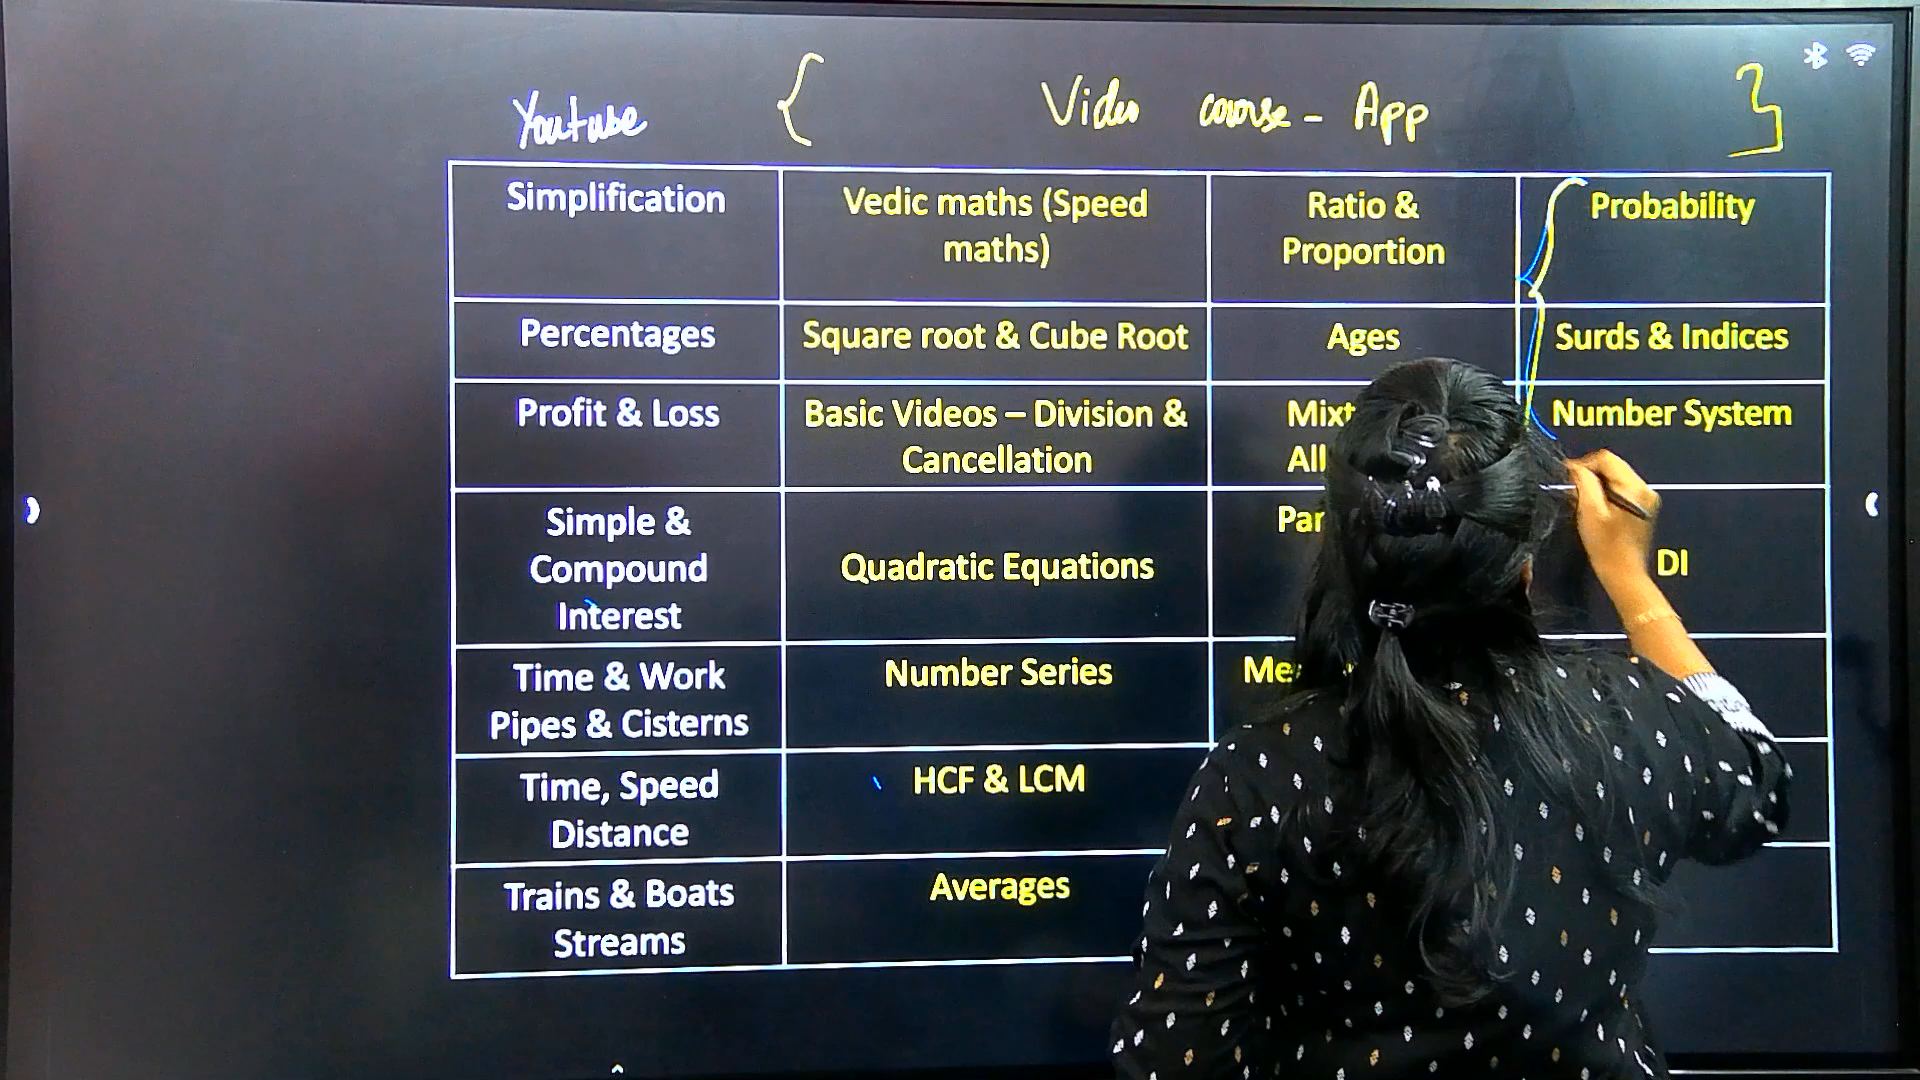 Youtube { Video course - App }
Simplification
Vedic maths (Speed
maths)
Ratio &
Proportion
Probability
Percentages
Square root & Cube Root
Ages
Surds & Indices
Profit & Loss
Basic Videos – Division &
Cancellation
Number System
Simple &
Compound
Interest
Quadratic Equations
DI
Time & Work
Pipes & Cisterns
Number Series
Time, Speed
Distance
HCF & LCM
Trains & Boats
Streams
Averages